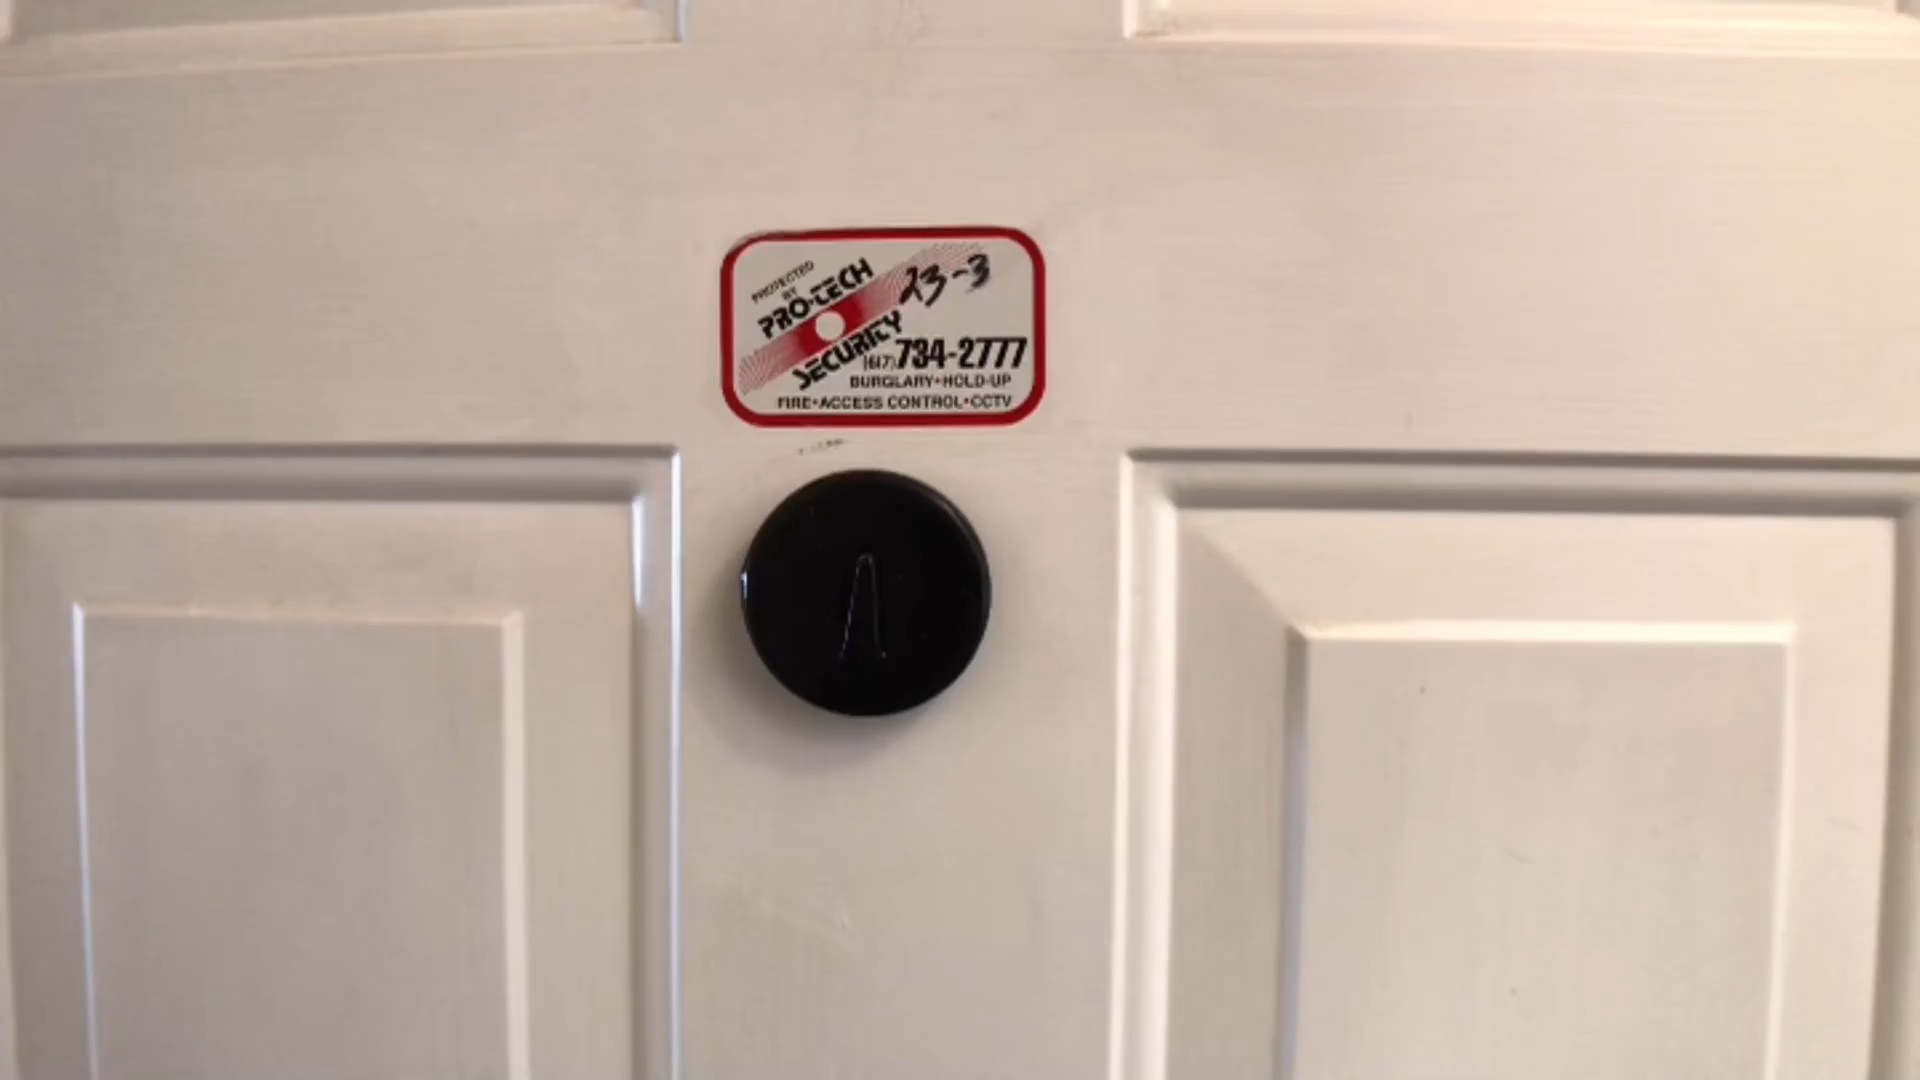 PROTECTED
BY
PRO-TECH
23-3
SECURITY
(617) 734-2777
BURGLARY•HOLD-UP
FIRE•ACCESS CONTROL•CCTV